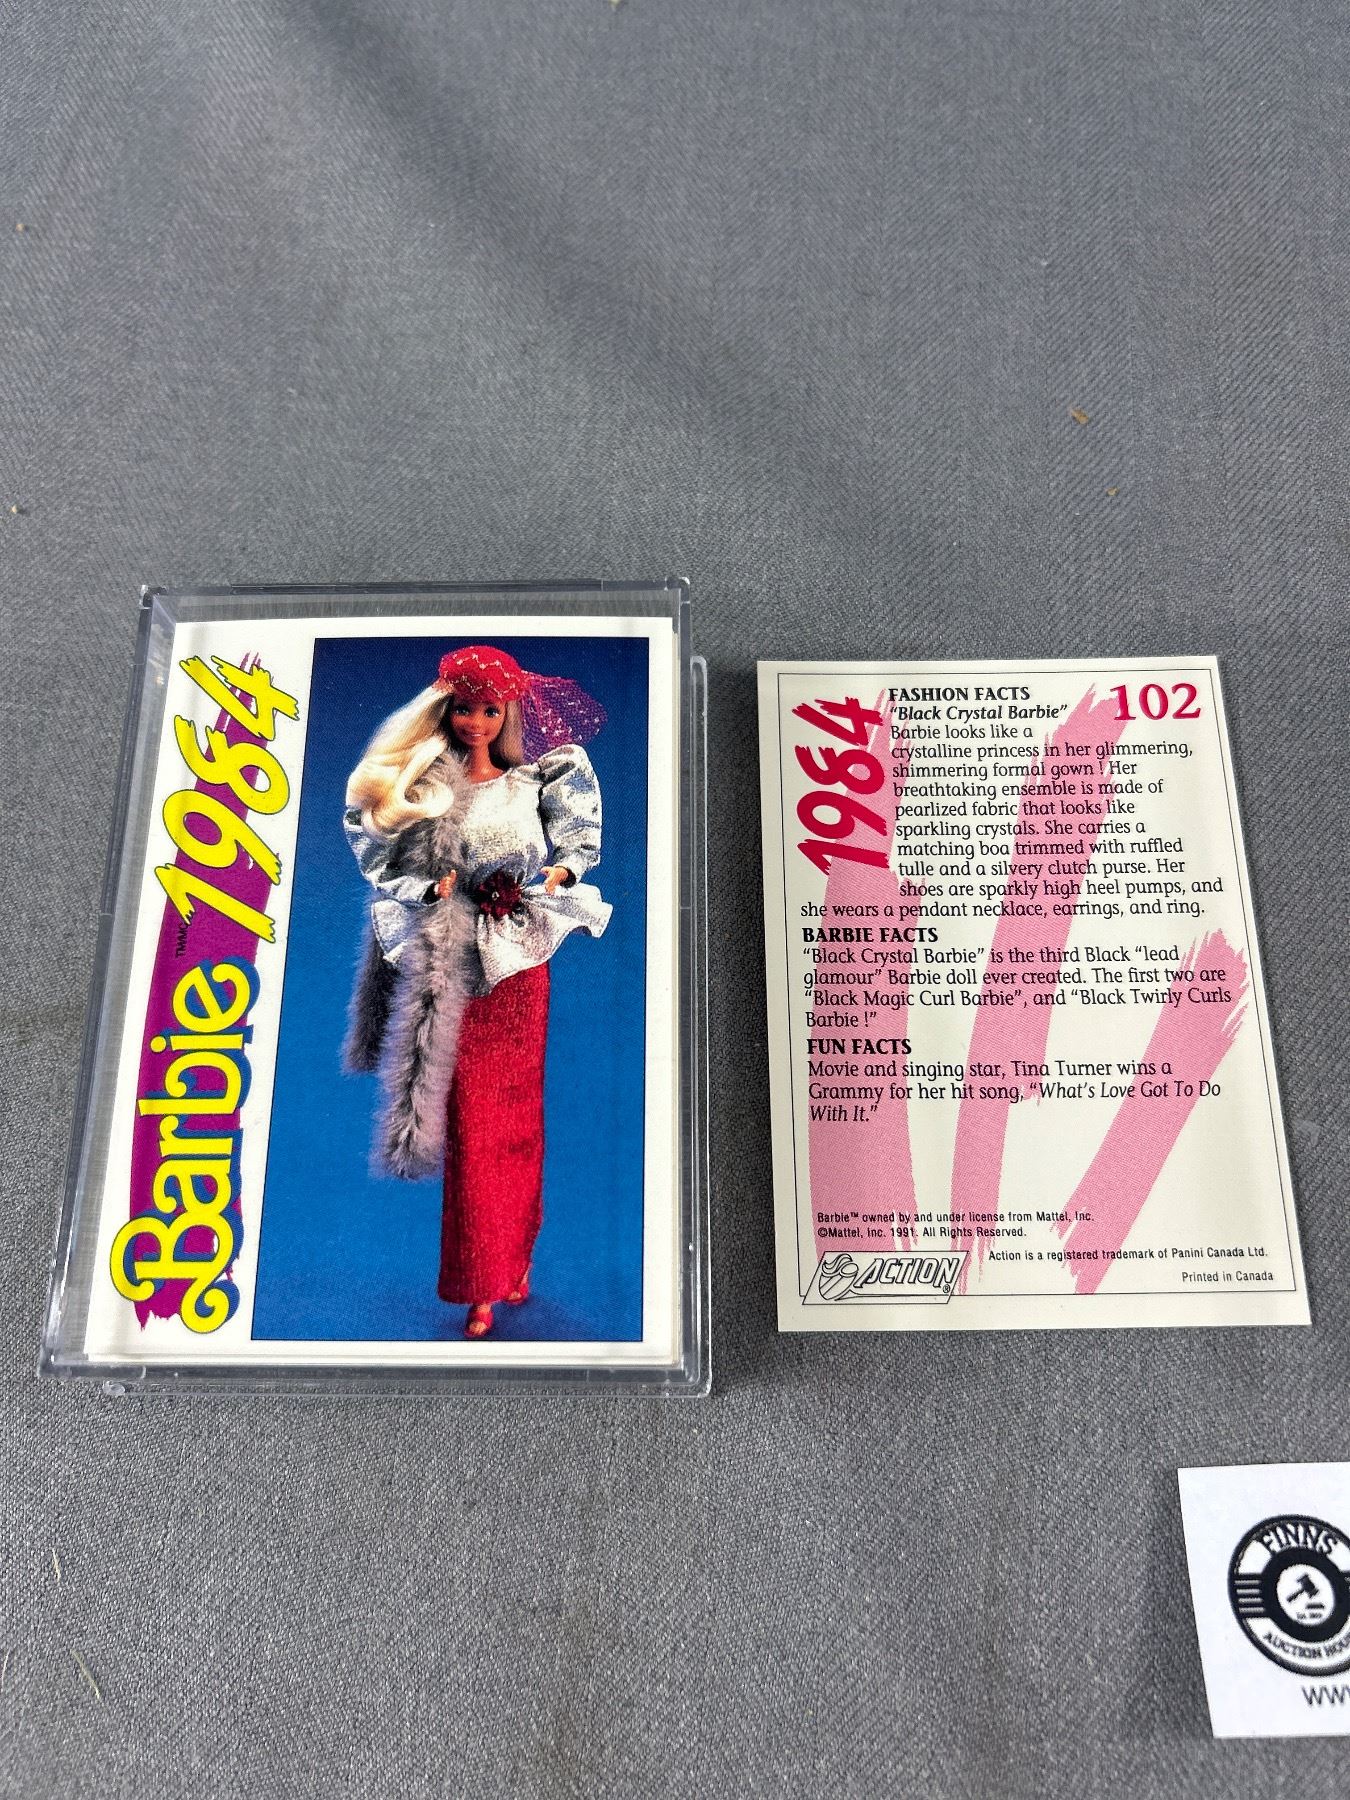 Barbie 1984
1984
FASHION FACTS
102
"Black Crystal Barbie"
Barbie looks like a
crystalline princess in her glimmering,
shimmering formal gown ! Her
breathtaking ensemble is made of
pearlized fabric that looks like
sparkling crystals. She carries a
matching boa trimmed with ruffled
tulle and a silvery clutch purse. Her
shoes are sparkly high heel pumps, and
she wears a pendant necklace, earrings, and ring.
BARBIE FACTS
"Black Crystal Barbie" is the third Black "lead
glamour" Barbie doll ever created. The first two are
"Black Magic Curl Barbie", and "Black Twirly Curls
Barbie !"
FUN FACTS
Movie and singing star, Tina Turner wins a
Grammy for her hit song, "What's Love Got To Do
With It."
Barbie™ owned by and under license from Mattel, Inc.
©Mattel, Inc. 1991. All Rights Reserved.
ACTION®
Action is a registered trademark of Panini Canada Ltd.
Printed in Canada
FINNS
AUCTION HOUS
WWW